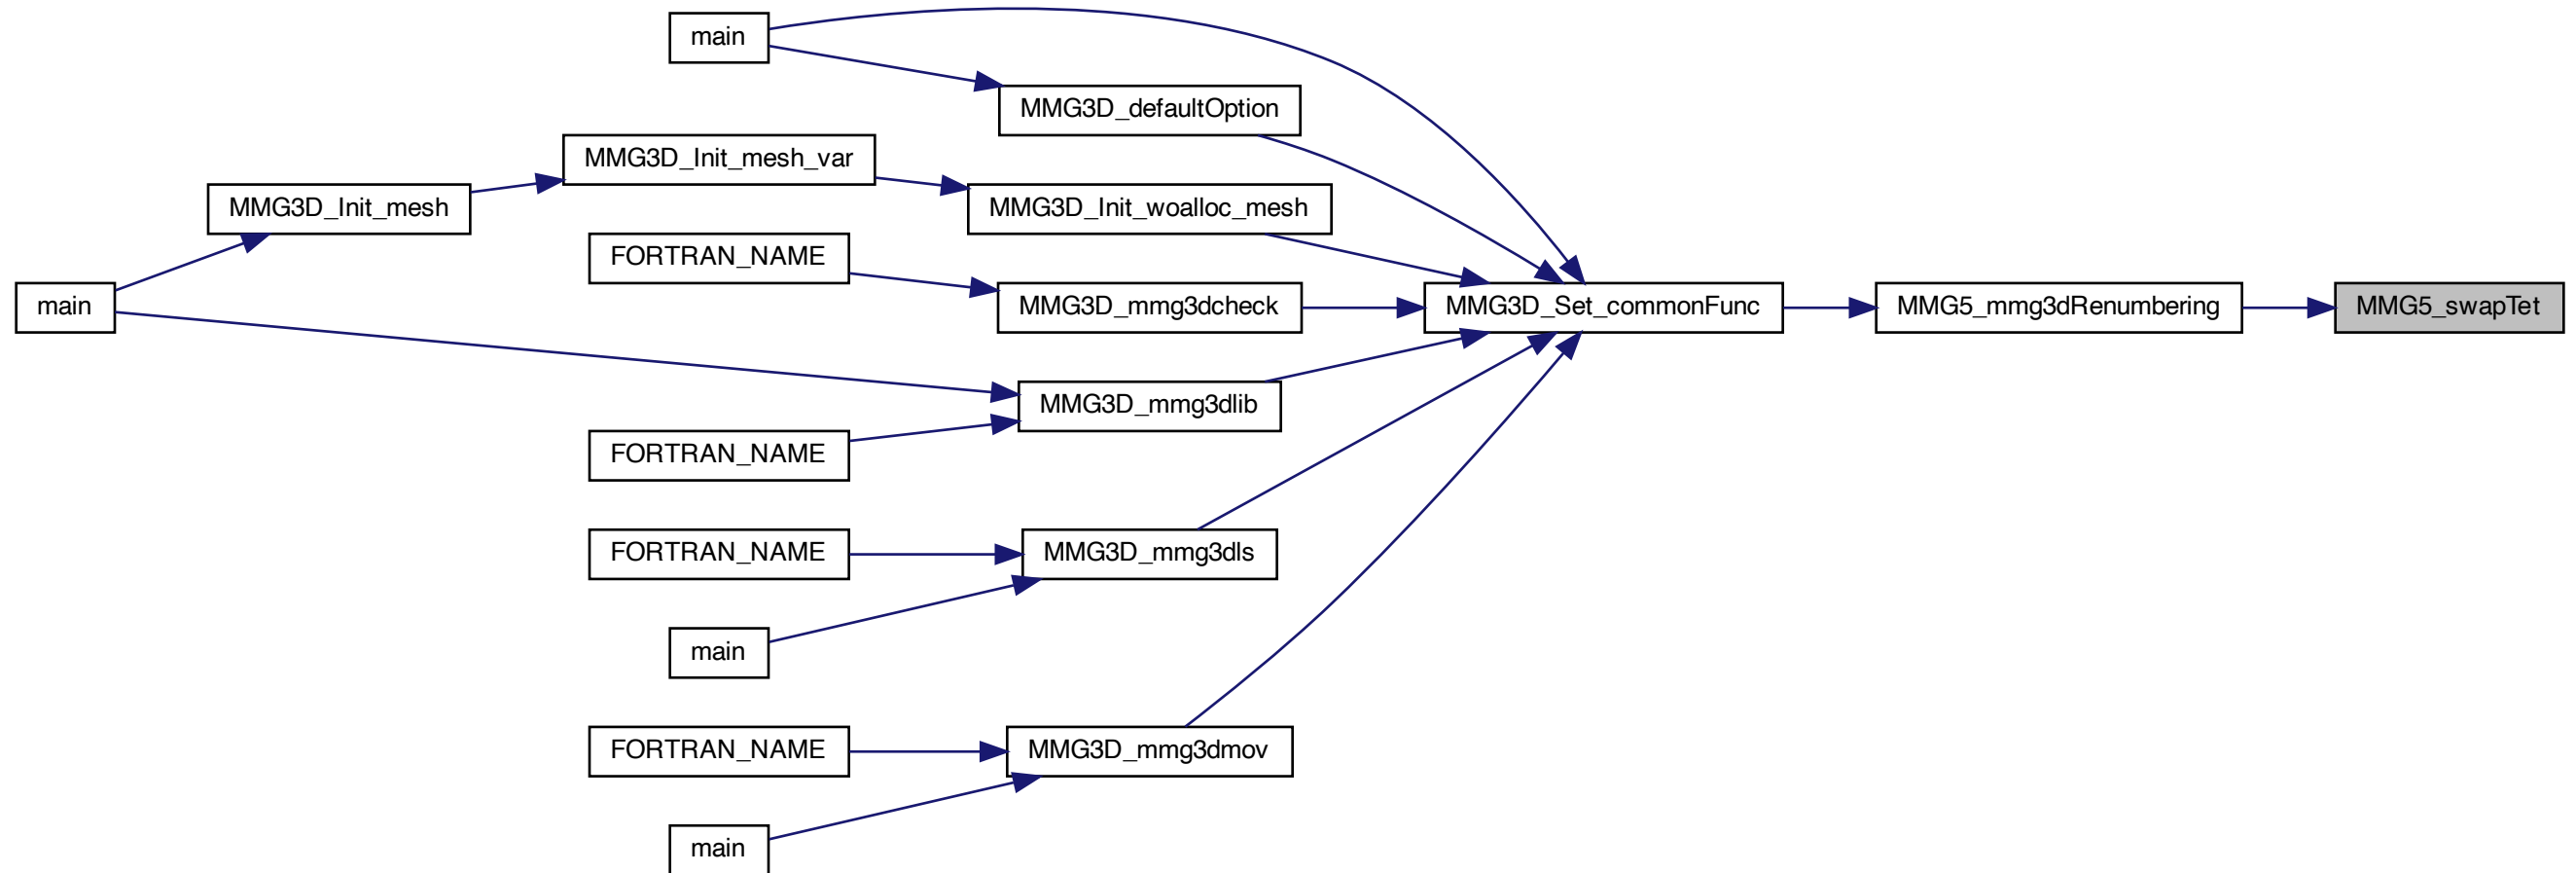 main
MMG3D_defaultOption
MMG3D_Init_mesh_var
MMG3D_Init_mesh
MMG3D_Init_woalloc_mesh
FORTRAN_NAME
main
MMG3D_mmg3dcheck
MMG3D_Set_commonFunc
MMG5_mmg3dRenumbering
MMG5_swapTet
MMG3D_mmg3dlib
FORTRAN_NAME
FORTRAN_NAME
MMG3D_mmg3dls
main
FORTRAN_NAME
MMG3D_mmg3dmov
main